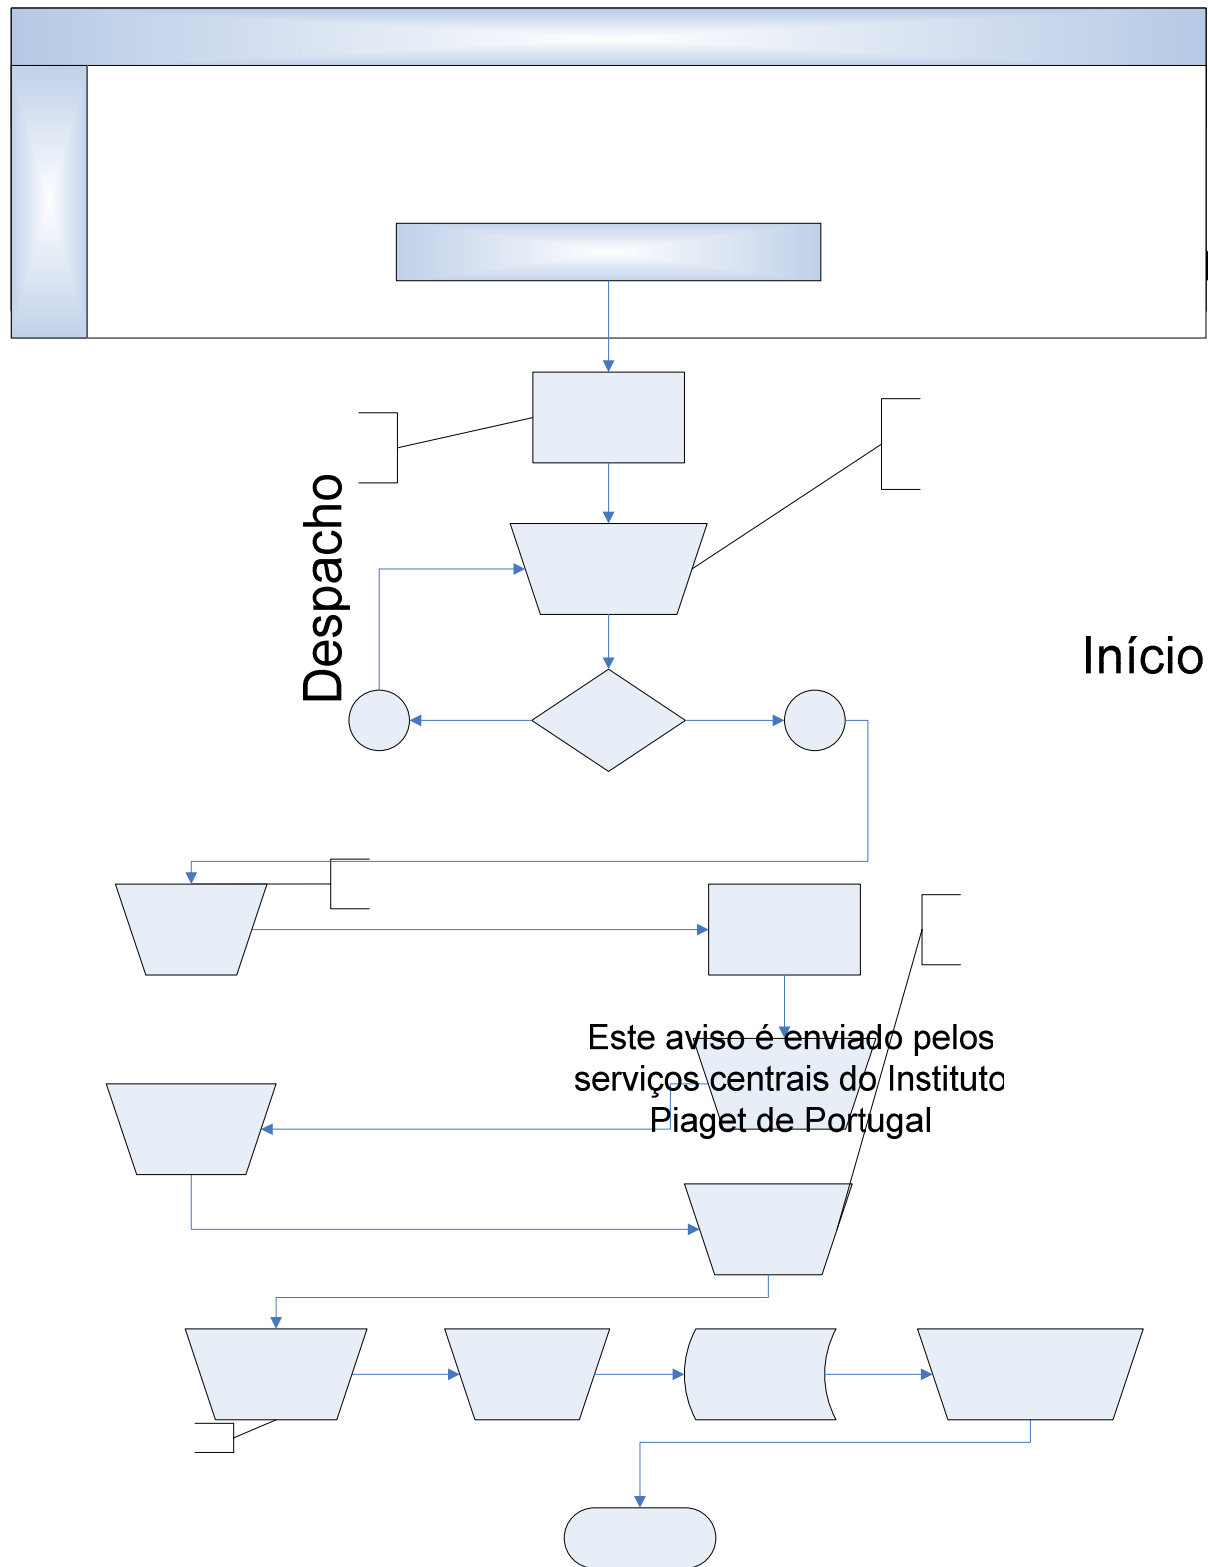 Despacho
Início
Este aviso é enviado pelos
serviços centrais do Instituto
Piaget de Portugal